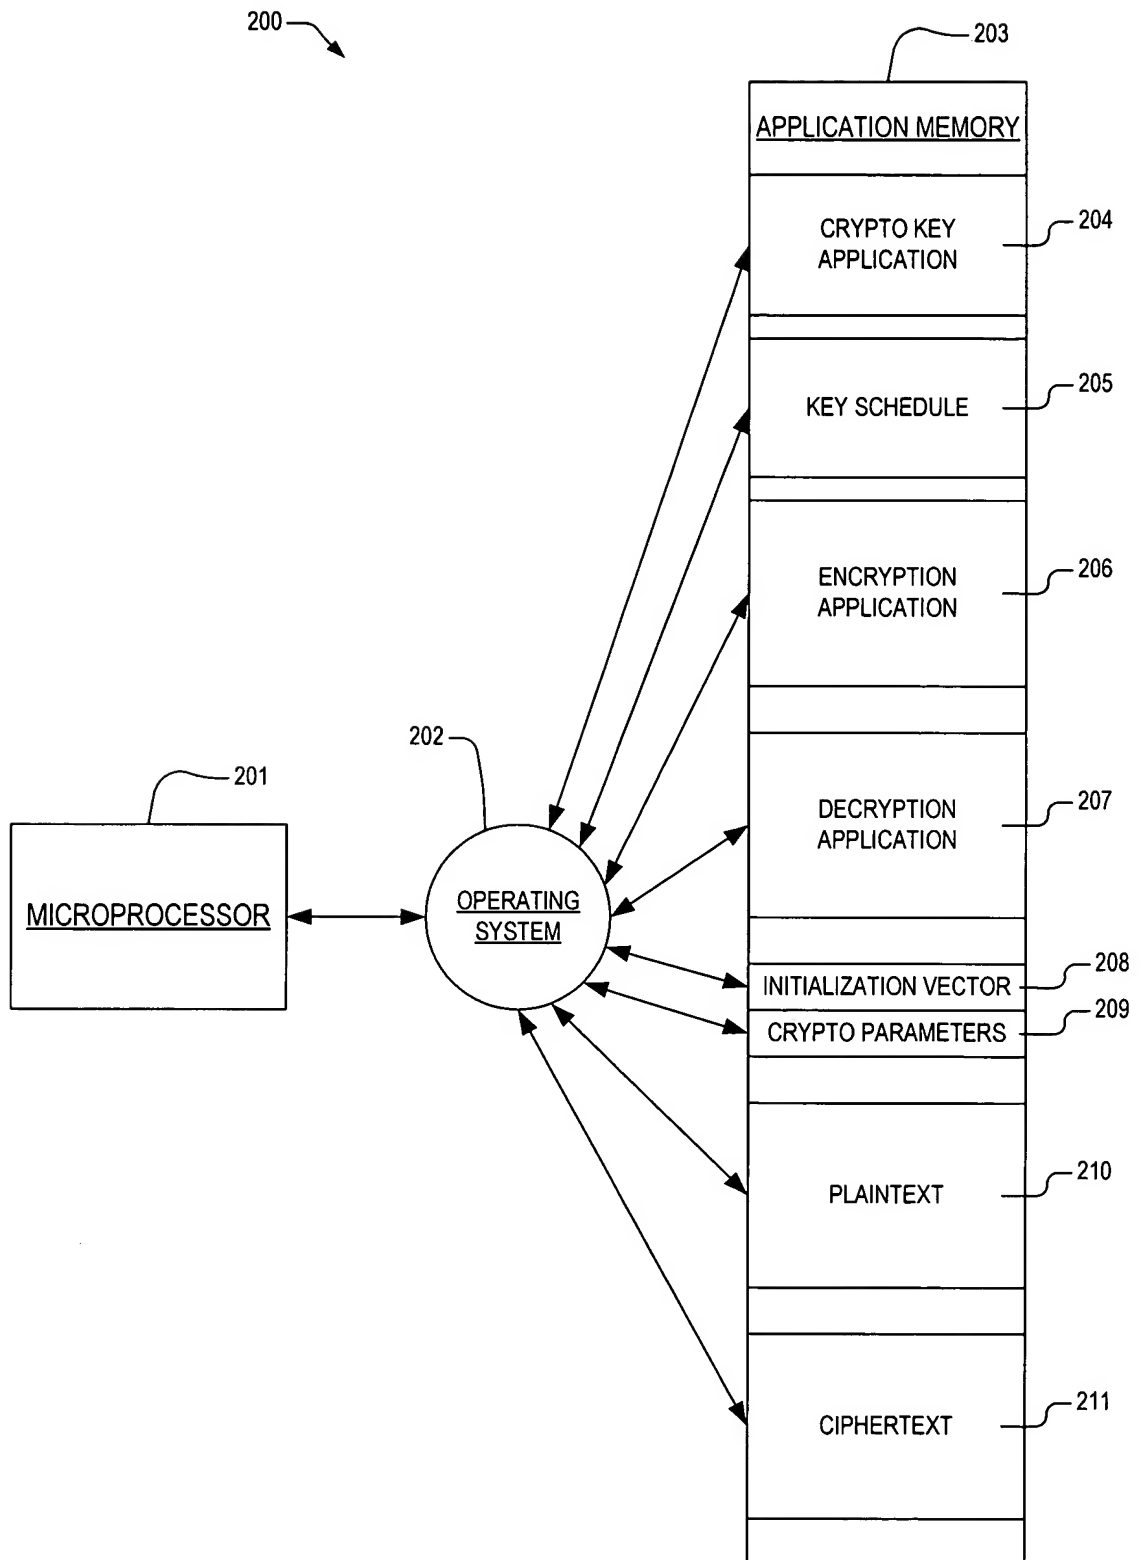 200
203
APPLICATION MEMORY
CRYPTO KEY
APPLICATION
204
KEY SCHEDULE
205
ENCRYPTION
APPLICATION
206
202
201
DECRYPTION
APPLICATION
207
MICROPROCESSOR
OPERATING
SYSTEM
INITIALIZATION VECTOR
208
CRYPTO PARAMETERS
209
PLAINTEXT
210
CIPHERTEXT
211